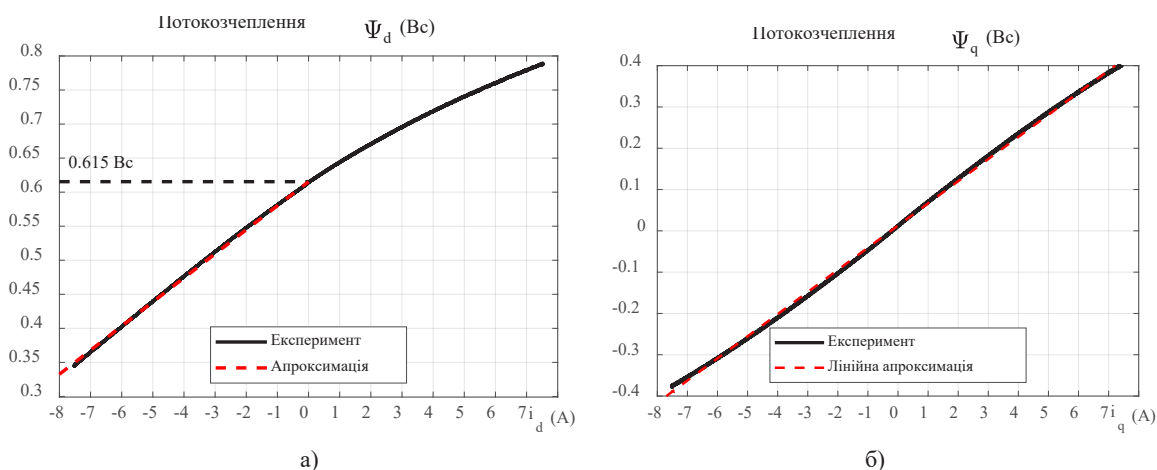 Потокозчеплення Ψd (Вс)
0.8
0.75
0.7
0.65
0.615 Вс
0.6
0.55
0.5
0.45
0.4
0.35
0.3
Експеримент
Апроксимація
-8 -7 -6 -5 -4 -3 -2 -1 0 1 2 3 4 5 6 7 id (А)
а)
Потокозчеплення Ψq (Вс)
0.4
0.3
0.2
0.1
0
-0.1
-0.2
-0.3
-0.4
Експеримент
Лінійна апроксимація
-8 -7 -6 -5 -4 -3 -2 -1 0 1 2 3 4 5 6 7 iq (А)
б)